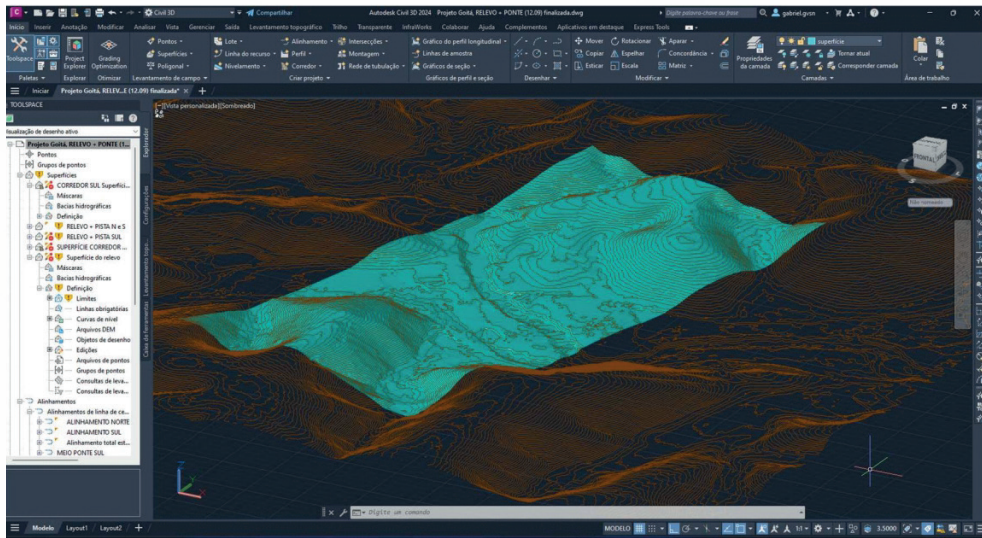 Civil 3D
Compartilhar
Autodesk Civil 3D 2024 Projeto Goitá, RELEVO + PONTE (12.09) finalizada.dwg
Digite palavra-chave ou frase
gabriel.gvsn
Início Inserir Anotação Modificar Analisar Vista Gerenciar Saída Levantamento topográfico Trilho Transparente InfraWorks Colaborar Ajuda Complementos Aplicativos em destaque Express Tools
Toolspace
Project Explorer
Grading Optimization
Pontos
Superfícies
Poligonal
Lote
Linha do recurso
Nivelamento
Alinhamento
Perfil
Corredor
Intersecções
Montagem
Rede de tubulação
Gráfico do perfil longitudinal
Linhas de amostra
Gráficos de seção
Mover Rotacionar Aparar
Copiar Espelhar Concordância
Esticar Escala Matriz
Propriedades da camada
superfície
Tornar atual
Corresponder camada
Colar
Paletes Explorar Otimizar Levantamento de campo Criar projeto Gráficos de perfil e seção Desenhar Modificar Camadas Área de trabalho
Iniciar Projeto Goitá, RELEV...E (12.09) finalizada*
TOOLSPACE
[−][Vista personalizada][Sombreado]
Visualização de desenho ativa
Projeto Goitá, RELEVO + PONTE (1...
Pontos
Grupos de pontos
Superfícies
CORREDOR SUL Superfíci...
Máscaras
Bacias hidrográficas
Definição
RELEVO + PISTA N e S
RELEVO + PISTA SUL
SUPERFÍCIE CORREDOR ...
Superfície do relevo
Máscaras
Bacias hidrográficas
Definição
Limites
Linhas obrigatórias
Curvas de nível
Arquivos DEM
Objetos de desenho
Edições
Arquivos de pontos
Grupos de pontos
Consultas de leva...
Consultas de leva...
Alinhamentos
Alinhamentos de linha de ce...
ALINHAMENTO NORTE
ALINHAMENTO SUL
Alinhamento total est...
MEIO PONTE SUL
Explorador
Configurações
Levantamento topo...
Caixa de ferramentas
FRONTAL
Não nomeado
Z
X
Digite um comando
Modelo Layout1 Layout2
MODELO
1:1
3.5000